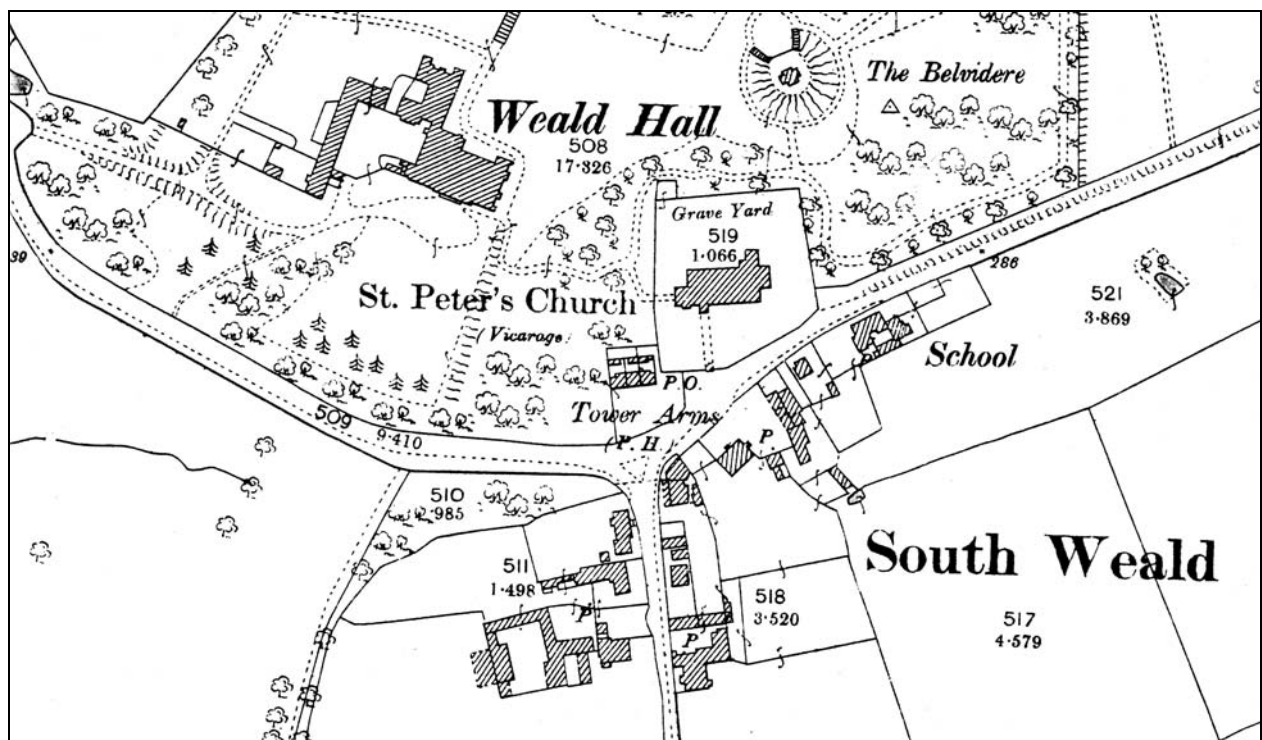 The Belvidere
Weald Hall
508
17·326
Grave Yard
519
1·066
286
521
3·869
39
St. Peter's Church
(Vicarage)
School
P
P. O.
Tower Arms
(P. H.
509
9·410
P.
510
·985
South Weald
511
1·498
518
3·520
517
4·579
P
P